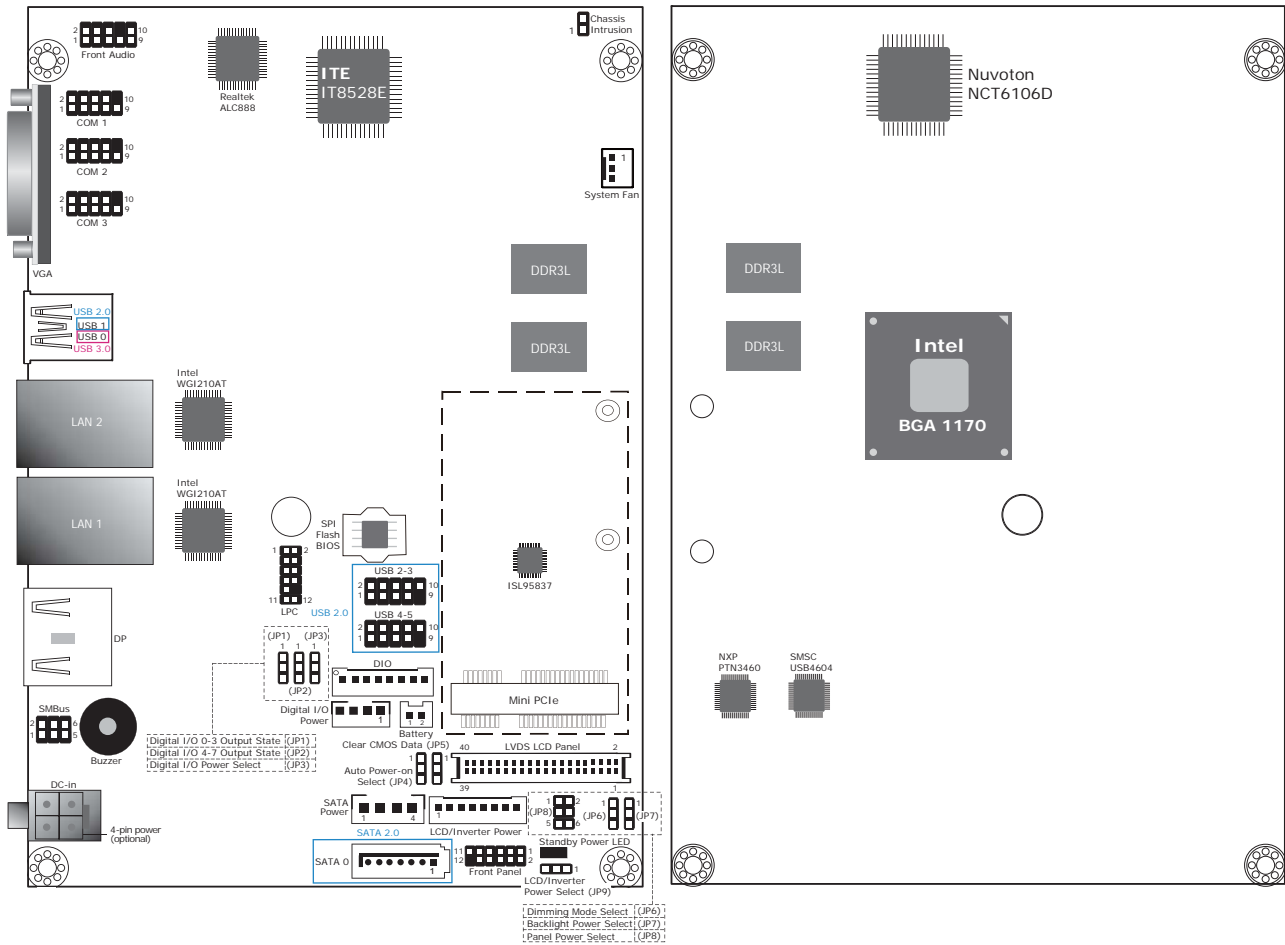 2 10
1 9
Front Audio
Realtek
ALC888
ITE
IT8528E
Chassis
1 Intrusion
Nuvoton
NCT6106D
2 10
1 9
COM 1
2 10
1 9
COM 2
2 10
1 9
COM 3
VGA
1
System Fan
DDR3L
DDR3L
DDR3L
DDR3L
USB 2.0
USB 1
USB 0
USB 3.0
Intel
BGA 1170
Intel
WGI210AT
LAN 2
Intel
WGI210AT
LAN 1
SPI
Flash
BIOS
1 2
11 12
LPC
USB 2.0
USB 2-3
2 10
1 9
USB 4-5
2 10
1 9
ISL95837
DP
(JP1) (JP3)
1 1 1
(JP2)
DIO
Digital I/O
Power
1
1 2
Battery
Mini PCIe
NXP
PTN3460
SMSC
USB4604
SMBus
2 6
1 5
Buzzer
Digital I/O 0-3 Output State (JP1)
Digital I/O 4-7 Output State (JP2)
Digital I/O Power Select (JP3)
Clear CMOS Data (JP5)
1 1
Auto Power-on
Select (JP4)
40 LVDS LCD Panel 2
39 1
DC-in
4-pin power
(optional)
SATA
Power
1 4
1
LCD/Inverter Power
1 2
(JP8)
5 6
1 1
(JP6) (JP7)
SATA 2.0
SATA 0
1
11 1
12 2
Front Panel
Standby Power LED
1
LCD/Inverter
Power Select (JP9)
Dimming Mode Select (JP6)
Backlight Power Select (JP7)
Panel Power Select (JP8)